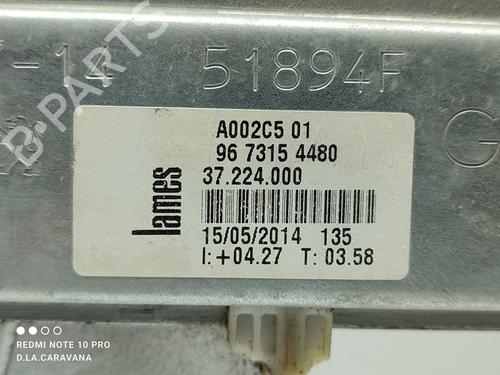 7-14 51894F
G
A002C5 01
96 7315 4480
37.224.000
lames
15/05/2014 135
I: +04.27 T: 03.58
B-PARTS
REDMI NOTE 10 PRO
D.LA.CARAVANA